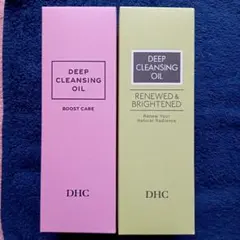 DEEP
CLEANSING
OIL
BOOST CARE
DHC
DEEP
CLEANSING
OIL
RENEWED &
BRIGHTENED
Renew Your
Natural Radiance
DHC